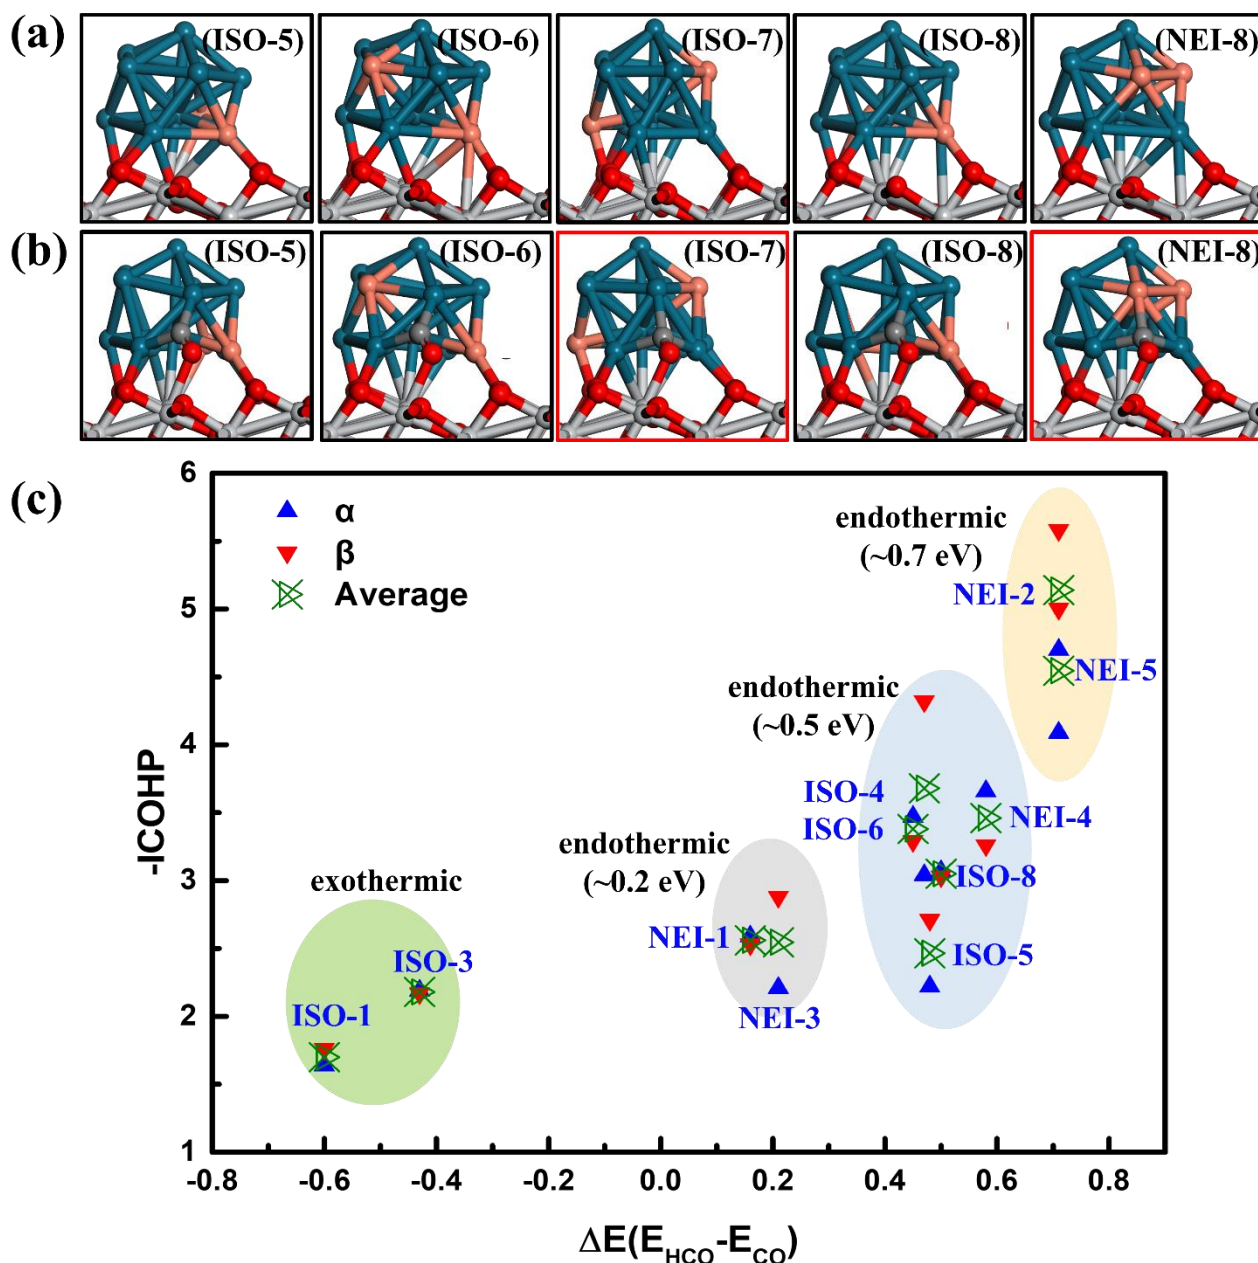 (a)
(ISO-5)
(ISO-6)
(ISO-7)
(ISO-8)
(NEI-8)
(b)
(ISO-5)
(ISO-6)
(ISO-7)
(ISO-8)
(NEI-8)
(c)
6
5
4
3
2
1
-ICOHP
α
β
Average
endothermic
(~0.7 eV)
NEI-2
NEI-5
endothermic
(~0.5 eV)
ISO-4
ISO-6
NEI-4
ISO-8
ISO-5
endothermic
(~0.2 eV)
NEI-1
NEI-3
exothermic
ISO-3
ISO-1
-0.8 -0.6 -0.4 -0.2 0.0 0.2 0.4 0.6 0.8
ΔE(E_HCO-E_CO)